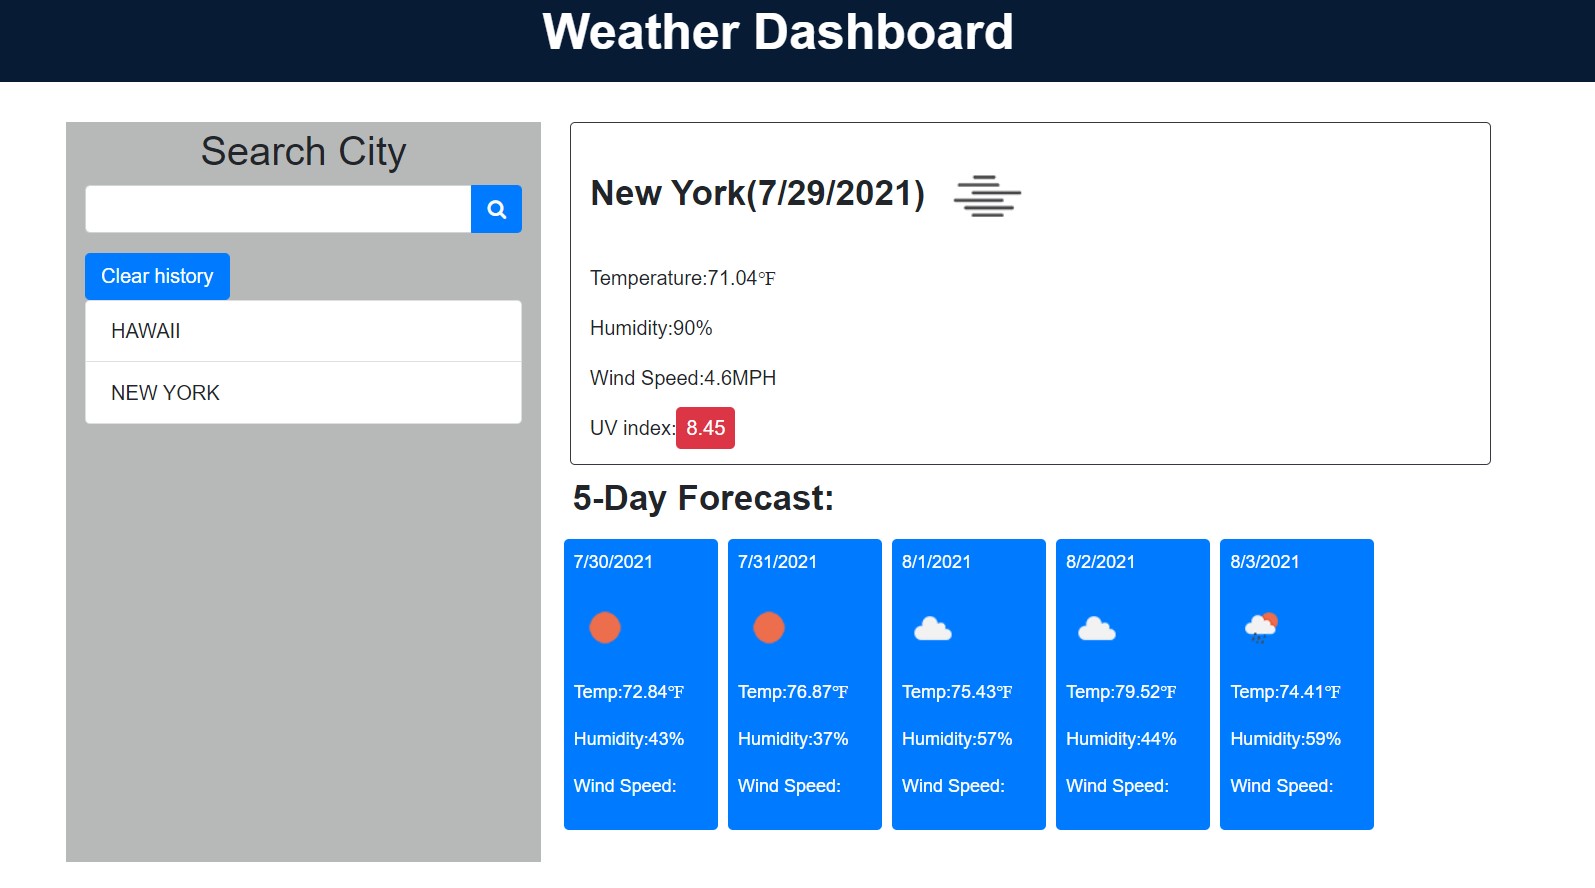 Weather Dashboard
Search City
Clear history
HAWAII
NEW YORK
New York(7/29/2021)
Temperature:71.04℉
Humidity:90%
Wind Speed:4.6MPH
UV index:8.45
5-Day Forecast:
7/30/2021
Temp:72.84℉
Humidity:43%
Wind Speed:
7/31/2021
Temp:76.87℉
Humidity:37%
Wind Speed:
8/1/2021
Temp:75.43℉
Humidity:57%
Wind Speed:
8/2/2021
Temp:79.52℉
Humidity:44%
Wind Speed:
8/3/2021
Temp:74.41℉
Humidity:59%
Wind Speed: